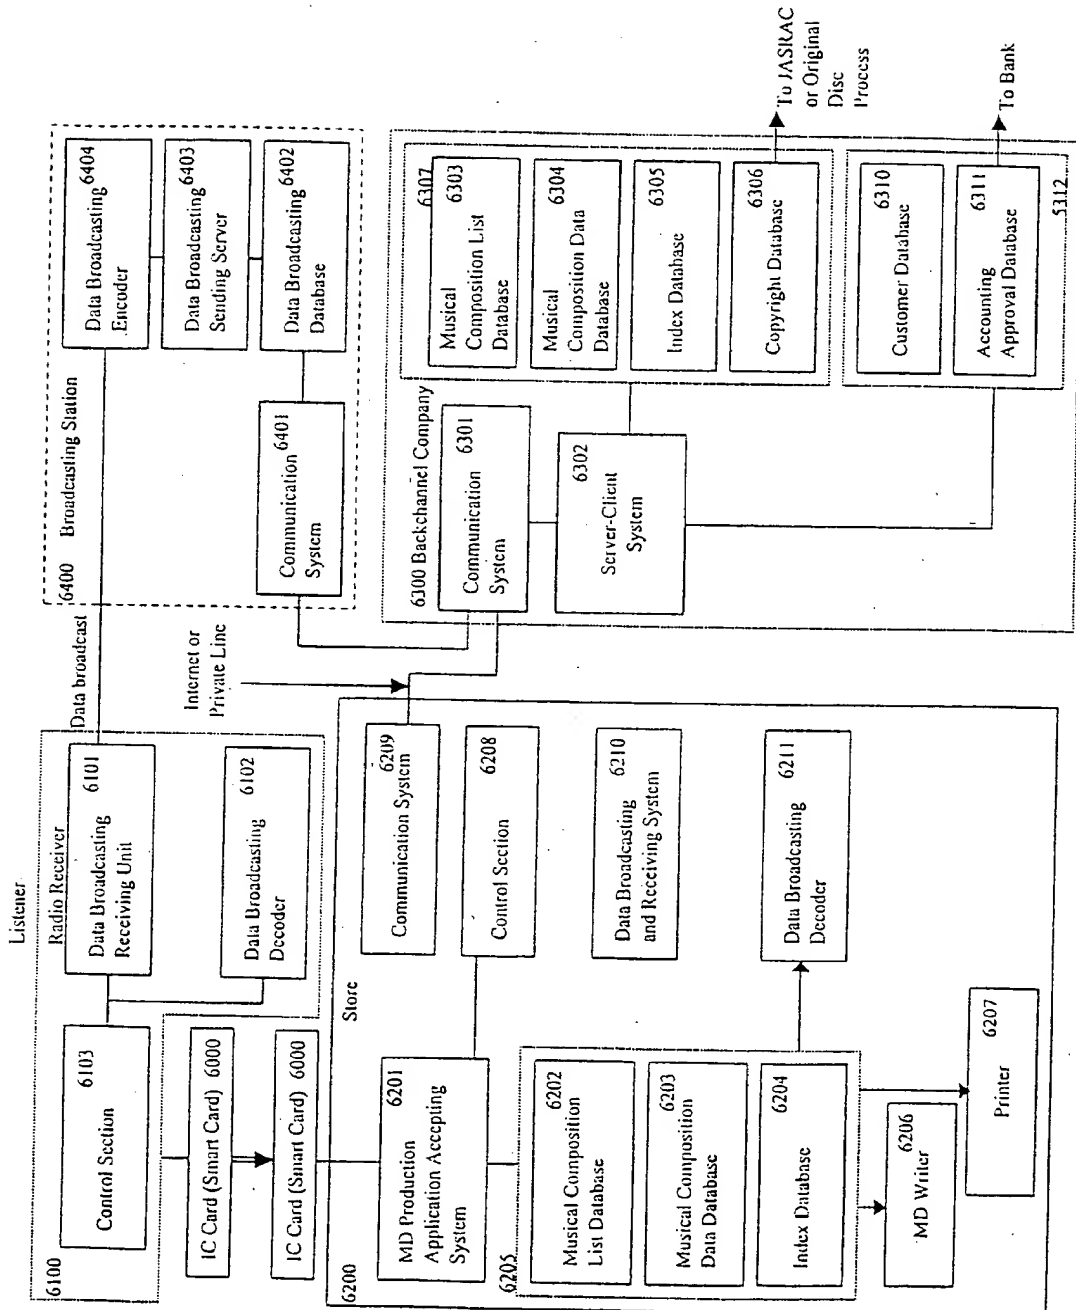 Listener
6100
Radio Receiver
6103
Control Section
6101
Data Broadcasting
Receiving Unit
6102
Data Broadcasting
Decoder
Data broadcast
6400 Broadcasting Station
6404
Data Broadcasting
Encoder
6403
Data Broadcasting
Sending Server
6402
Data Broadcasting
Database
6401
Communication
System
IC Card (Smart Card) 6000
IC Card (Smart Card) 6000
Internet or
Private Line
6200
Store
6201
MD Production
Application Accepting
System
6209
Communication System
6208
Control Section
6210
Data Broadcasting
and Receiving System
6211
Data Broadcasting
Decoder
6205
6202
Musical Composition
List Database
6203
Musical Composition
Data Database
6204
Index Database
6206
MD Writer
6207
Printer
6300 Backchannel Company
6301
Communication
System
6302
Server-Client
System
6307
6303
Musical
Composition List
Database
6304
Musical
Composition Data
Database
6305
Index Database
6306
Copyright Database
To JASRAC
or Original
Disc
Process
6310
Customer Database
6311
Accounting
Approval Database
5312
To Bank